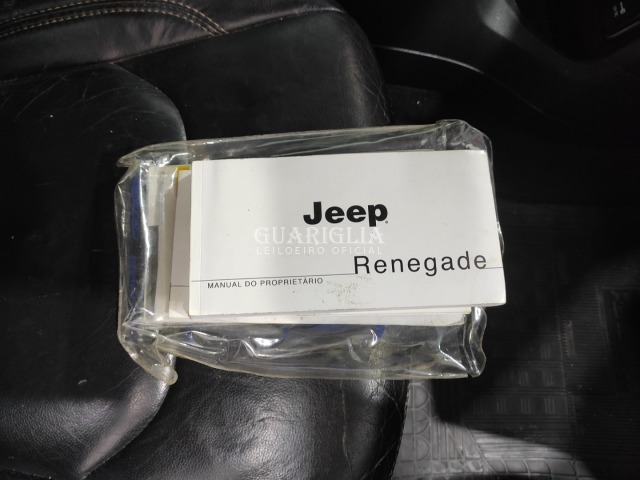 Jeep
GUARIGLIA
LEILOEIRO OFICIAL
Renegade
MANUAL DO PROPRIETÁRIO